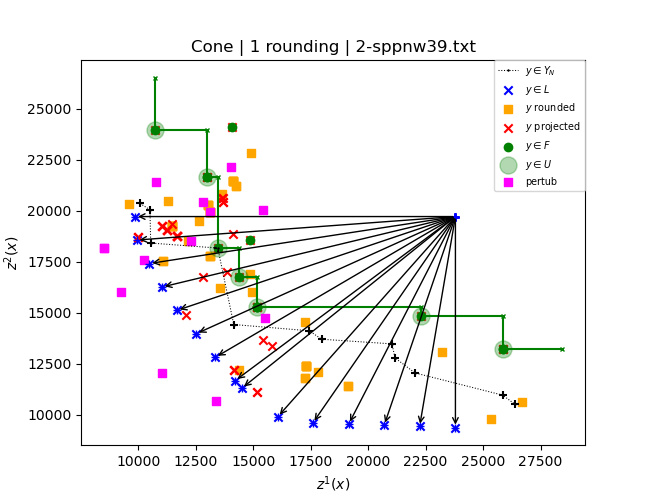 Cone | 1 rounding | 2-sppnw39.txt
y ∈ Y_N
y ∈ L
y rounded
y projected
y ∈ F
y ∈ U
pertub
z²(x)
25000
22500
20000
17500
15000
12500
10000
10000 12500 15000 17500 20000 22500 25000 27500
z¹(x)